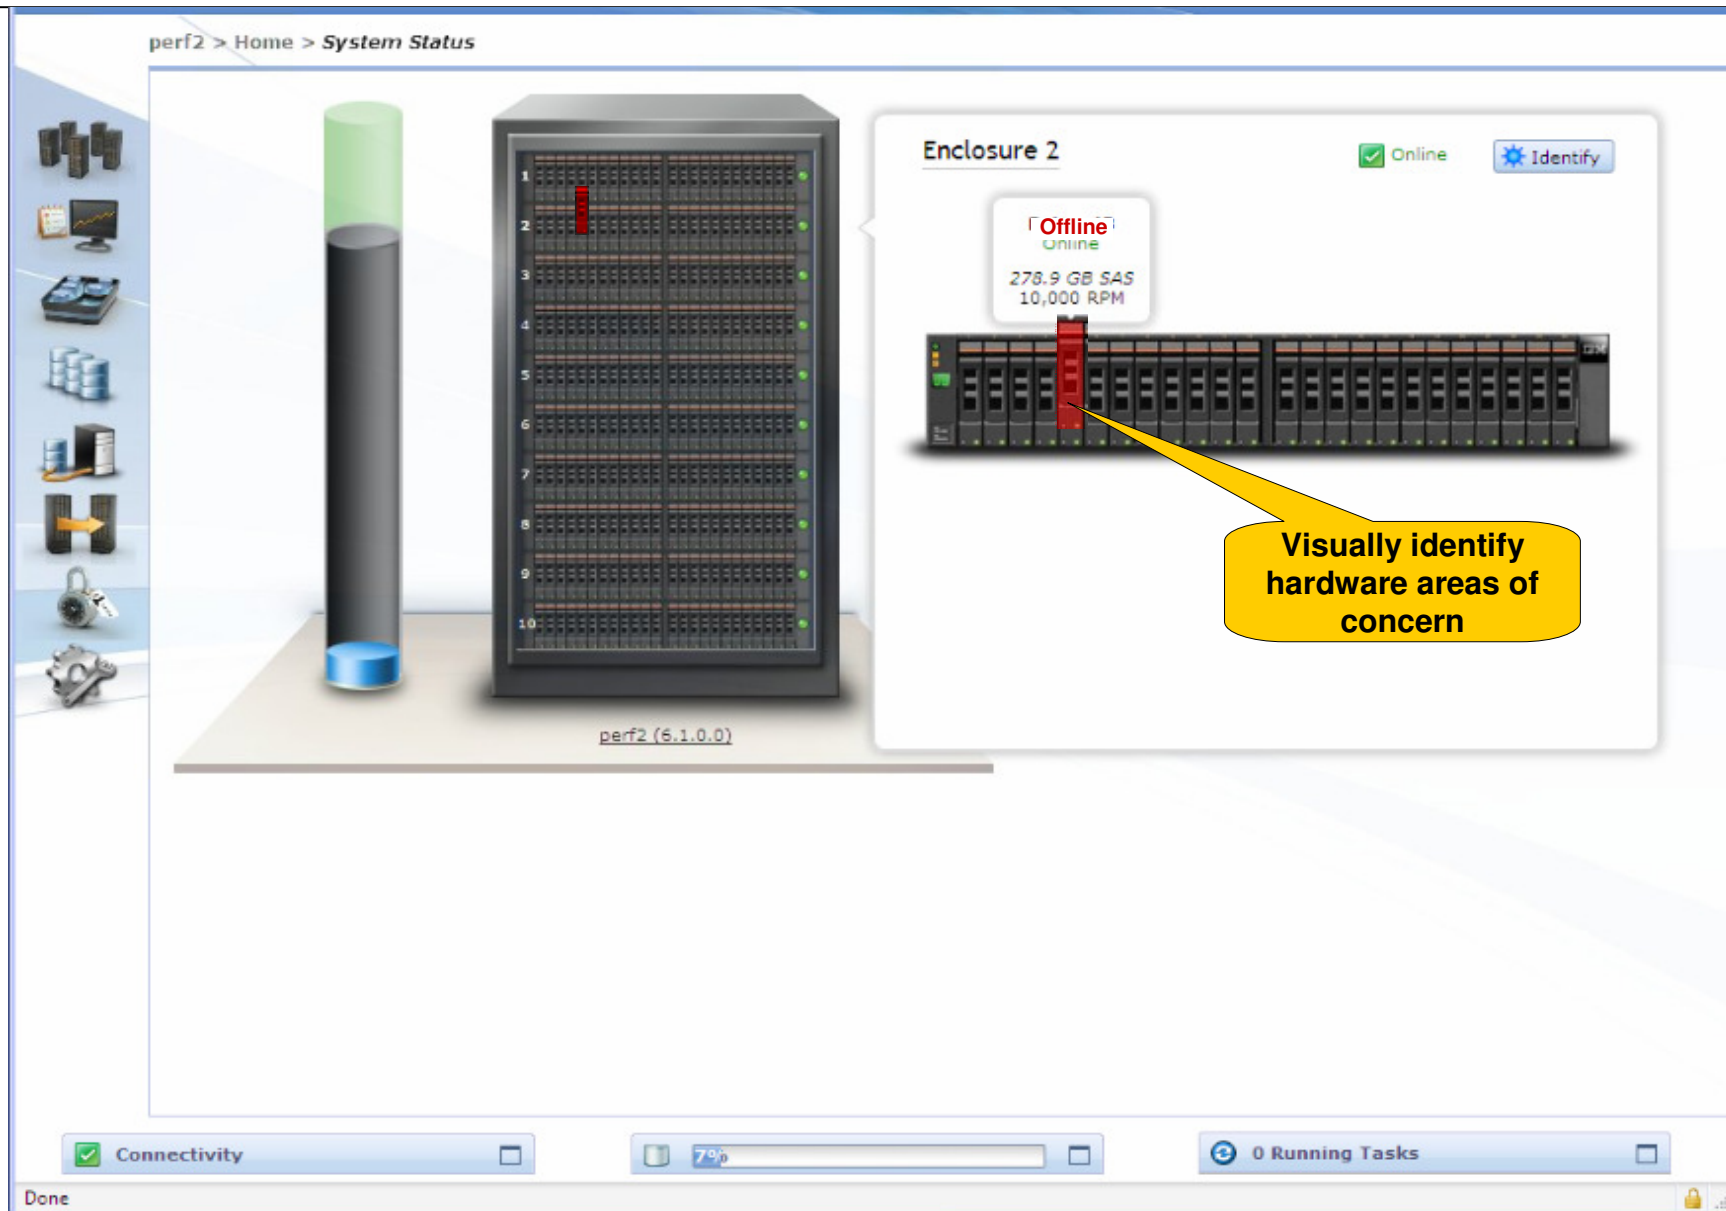 perf2 > Home > System Status
1
2
3
4
5
6
7
8
9
10
perf2 (6.1.0.0)
Enclosure 2
Online
Identify
Offline
Online
278.9 GB SAS
10,000 RPM
IBM
Visually identify
hardware areas of
concern
Connectivity
7%
0 Running Tasks
Done